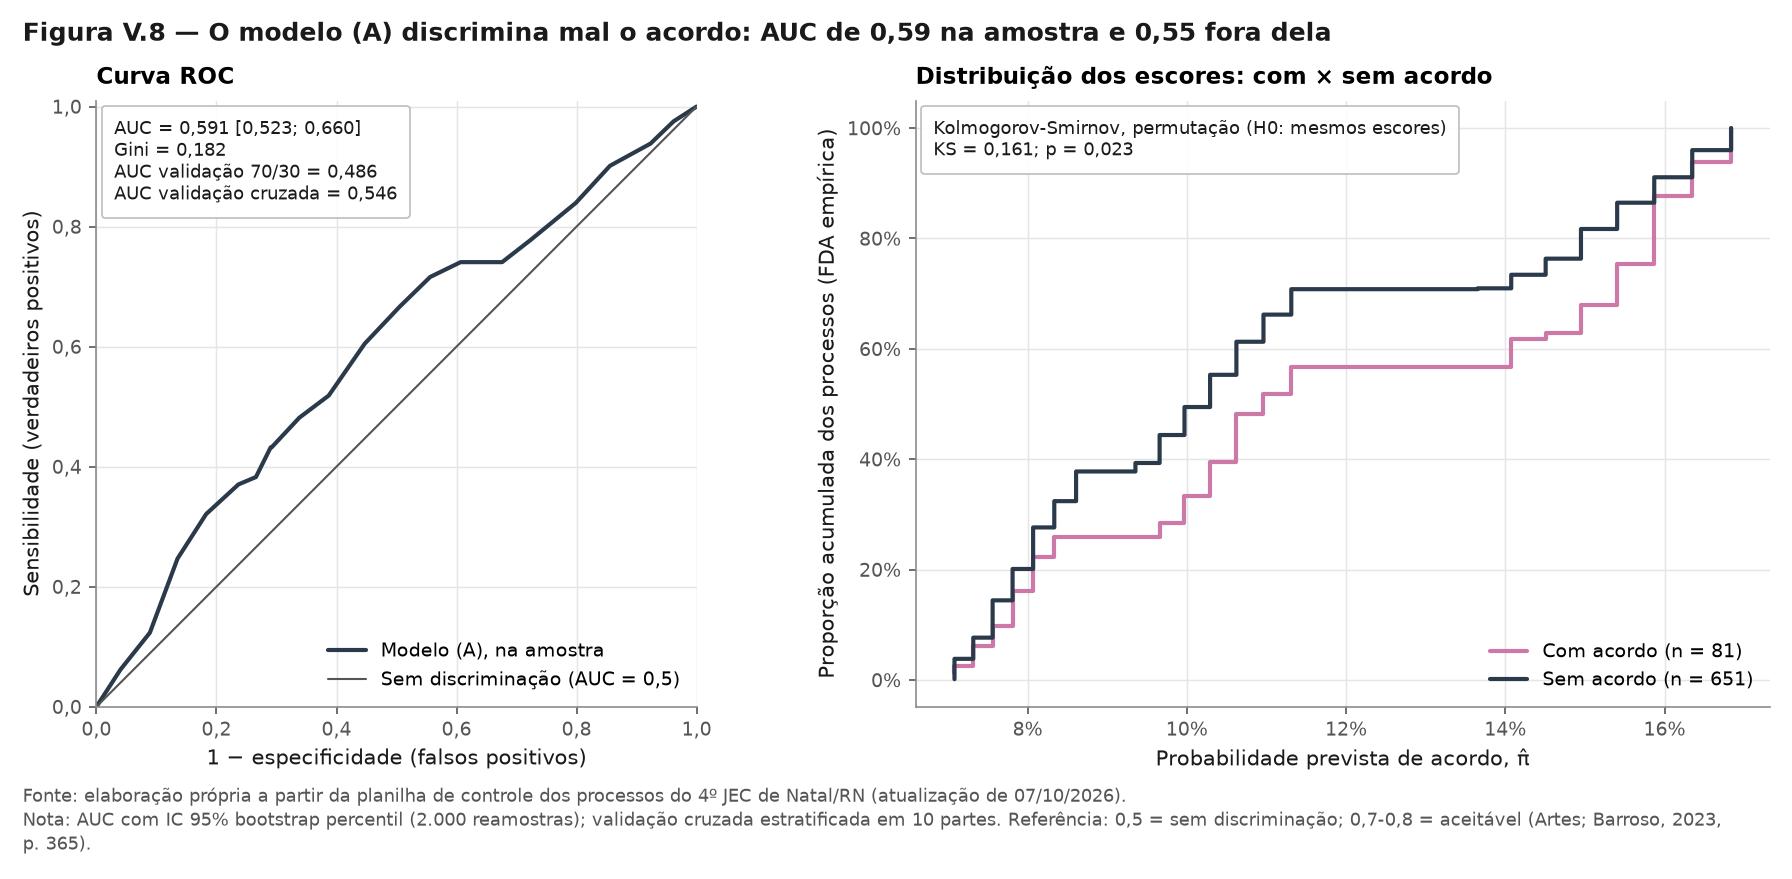 Figura V.8 — O modelo (A) discrimina mal o acordo: AUC de 0,59 na amostra e 0,55 fora dela
Curva ROC
AUC = 0,591 [0,523; 0,660]
Gini = 0,182
AUC validação 70/30 = 0,486
AUC validação cruzada = 0,546
Sensibilidade (verdadeiros positivos)
1,0
0,8
0,6
0,4
0,2
0,0
Modelo (A), na amostra
Sem discriminação (AUC = 0,5)
0,0 0,2 0,4 0,6 0,8 1,0
1 − especificidade (falsos positivos)
Distribuição dos escores: com × sem acordo
Kolmogorov-Smirnov, permutação (H0: mesmos escores)
KS = 0,161; p = 0,023
Proporção acumulada dos processos (FDA empírica)
100%
80%
60%
40%
20%
0%
Com acordo (n = 81)
Sem acordo (n = 651)
8% 10% 12% 14% 16%
Probabilidade prevista de acordo, π̂
Fonte: elaboração própria a partir da planilha de controle dos processos do 4º JEC de Natal/RN (atualização de 07/10/2026).
Nota: AUC com IC 95% bootstrap percentil (2.000 reamostras); validação cruzada estratificada em 10 partes. Referência: 0,5 = sem discriminação; 0,7-0,8 = aceitável (Artes; Barroso, 2023,
p. 365).